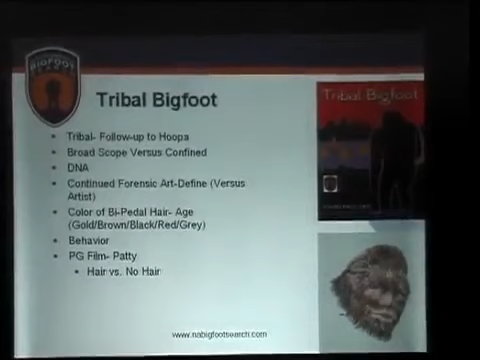 BIGFOOT
Tribal Bigfoot
Tribal Bigfoot
Tribal- Follow-up to Hoopa
Broad Scope Versus Confined
DNA
Continued Forensic Art-Define (Versus
Artist)
Color of Bi-Pedal Hair- Age
(Gold/Brown/Black/Red/Grey)
Behavior
PG Film- Patty
Hair vs. No Hair
www.nabigfootsearch.com